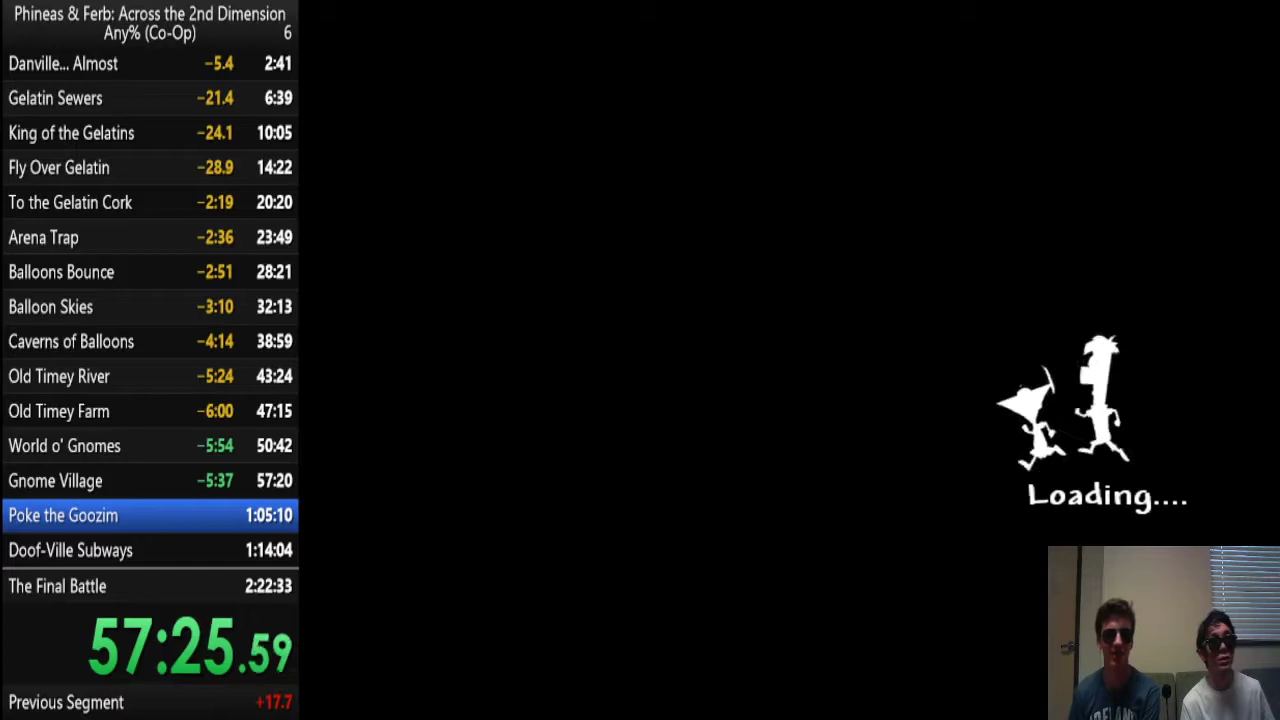 Phineas & Ferb: Across the 2nd Dimension
Any% (Co-Op) 6
Danville... Almost −5.4 2:41
Gelatin Sewers −21.4 6:39
King of the Gelatins −24.1 10:05
Fly Over Gelatin −28.9 14:22
To the Gelatin Cork −2:19 20:20
Arena Trap −2:36 23:49
Balloons Bounce −2:51 28:21
Balloon Skies −3:10 32:13
Caverns of Balloons −4:14 38:59
Old Timey River −5:24 43:24
Old Timey Farm −6:00 47:15
World o' Gnomes −5:54 50:42
Gnome Village −5:37 57:20
Poke the Goozim 1:05:10
Doof-Ville Subways 1:14:04
The Final Battle 2:22:33
57:25.59
Previous Segment +17.7
Loading....